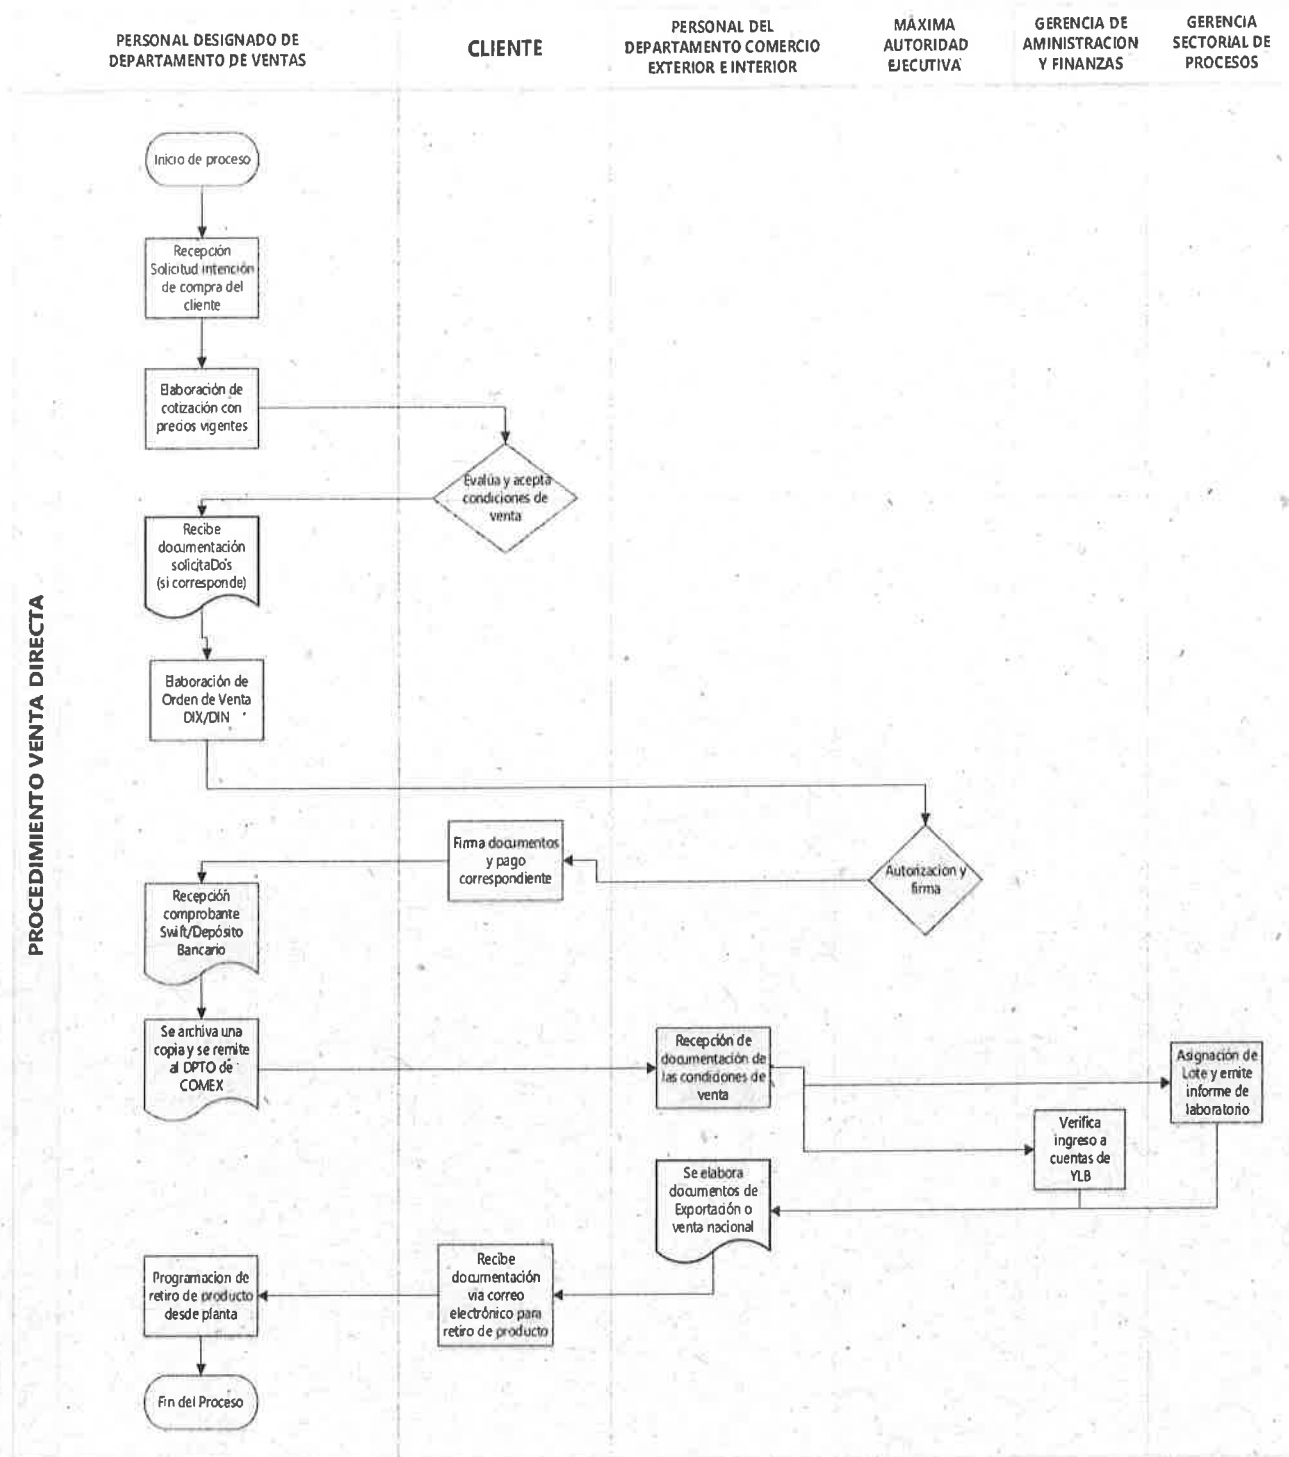 PERSONAL DESIGNADO DE
DEPARTAMENTO DE VENTAS
CLIENTE
PERSONAL DEL
DEPARTAMENTO COMERCIO
EXTERIOR E INTERIOR
MÁXIMA
AUTORIDAD
EJECUTIVA
GERENCIA DE
AMINISTRACION
Y FINANZAS
GERENCIA
SECTORIAL DE
PROCESOS
PROCEDIMIENTO VENTA DIRECTA
Inicio de proceso
Recepción
Solicitud intención
de compra del
cliente
Elaboración de
cotización con
precios vigentes
Evalúa y acepta
condiciones de
venta
Recibe
documentación
solicitaDos
(si corresponde)
Elaboración de
Orden de Venta
DIX/DIN
Autorizacion y
firma
Firma documentos
y pago
correspondiente
Recepción
comprobante
Swift/Depósito
Bancario
Se archiva una
copia y se remite
al DPTO de
COMEX
Recepción de
documentación de
las condiciones de
venta
Asignación de
Lote y emite
informe de
laboratorio
Verifica
ingreso a
cuentas de
YLB
Se elabora
documentos de
Exportación o
venta nacional
Recibe
documentación
via correo
electrónico para
retiro de producto
Programacion de
retiro de producto
desde planta
Fin del Proceso